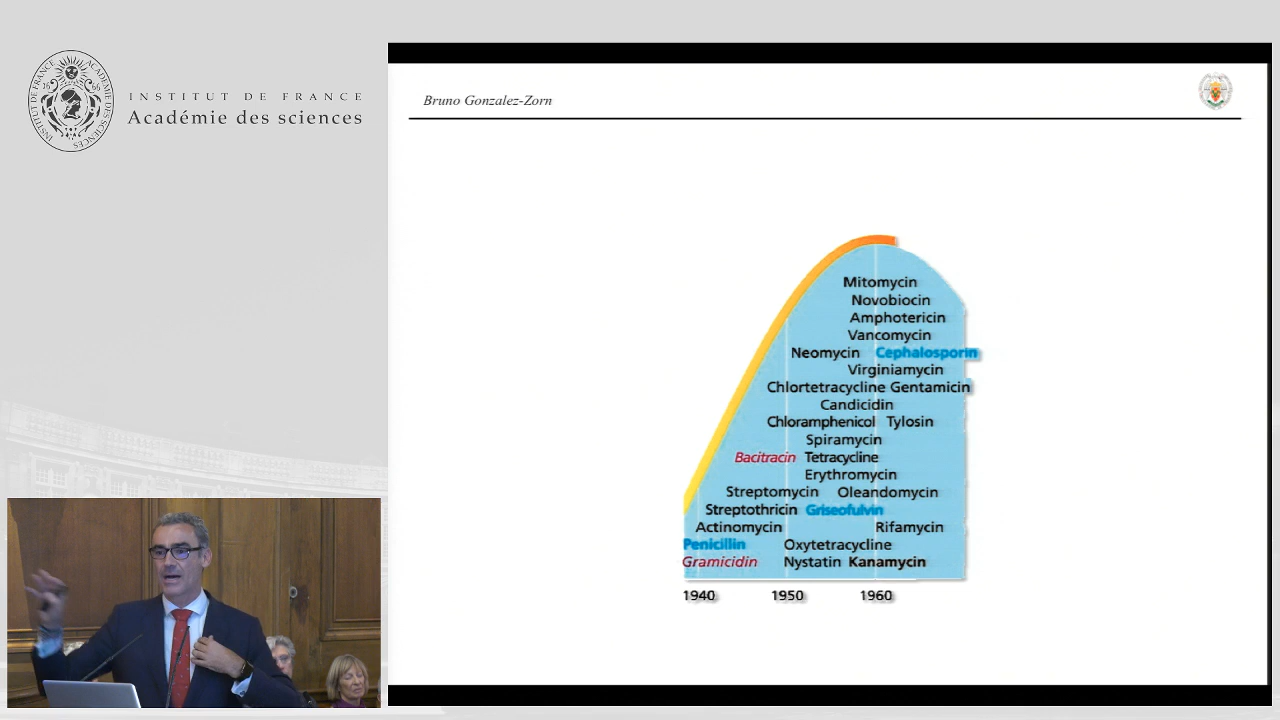 INSTITUT DE FRANCE
Académie des sciences
Bruno Gonzalez-Zorn
Mitomycin
Novobiocin
Amphotericin
Vancomycin
Neomycin Cephalosporin
Virginiamycin
Chlortetracycline Gentamicin
Candicidin
Chloramphenicol Tylosin
Spiramycin
Bacitracin Tetracycline
Erythromycin
Streptomycin Oleandomycin
Streptothricin Griseofulvin
Actinomycin Rifamycin
Penicillin Oxytetracycline
Gramicidin Nystatin Kanamycin
1940 1950 1960